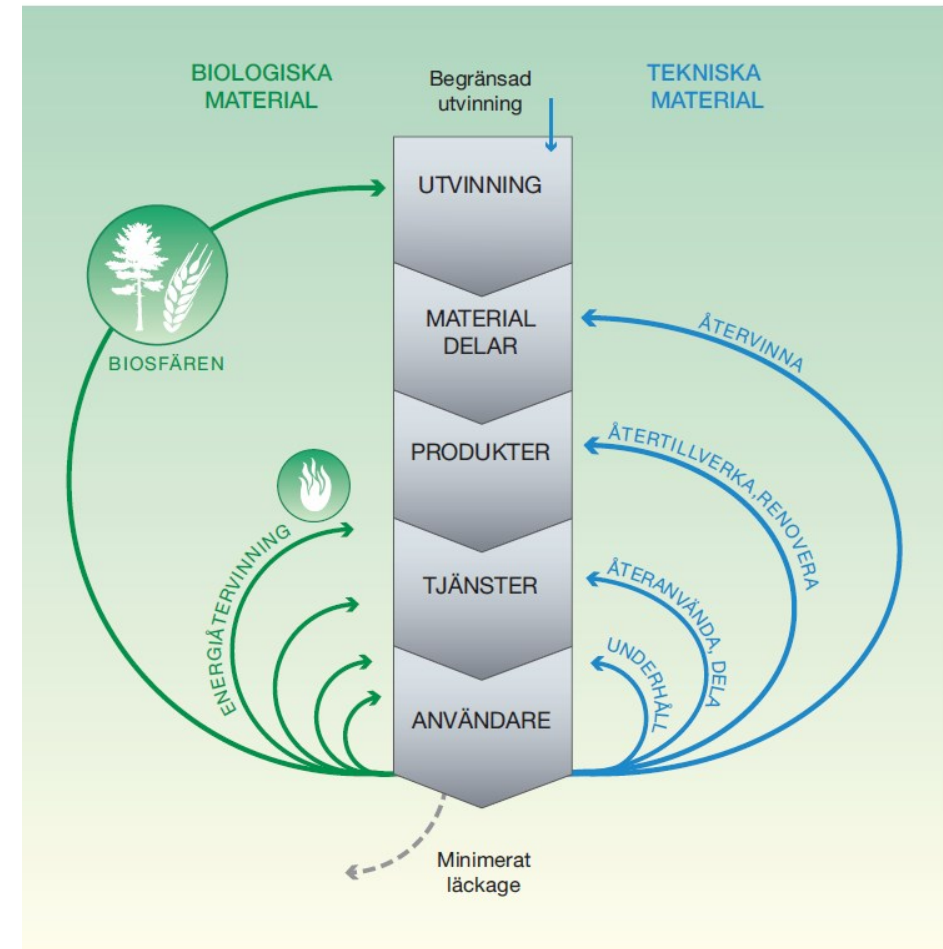 BIOLOGISKA
MATERIAL
Begränsad
utvinning
TEKNISKA
MATERIAL
UTVINNING
BIOSFÄREN
MATERIAL
DELAR
ÅTERVINNA
PRODUKTER
ÅTERTILLVERKA, RENOVERA
ENERGIÅTERVINNING
TJÄNSTER
ÅTERANVÄNDA, DELA
UNDERHÅLL
ANVÄNDARE
Minimerat
läckage